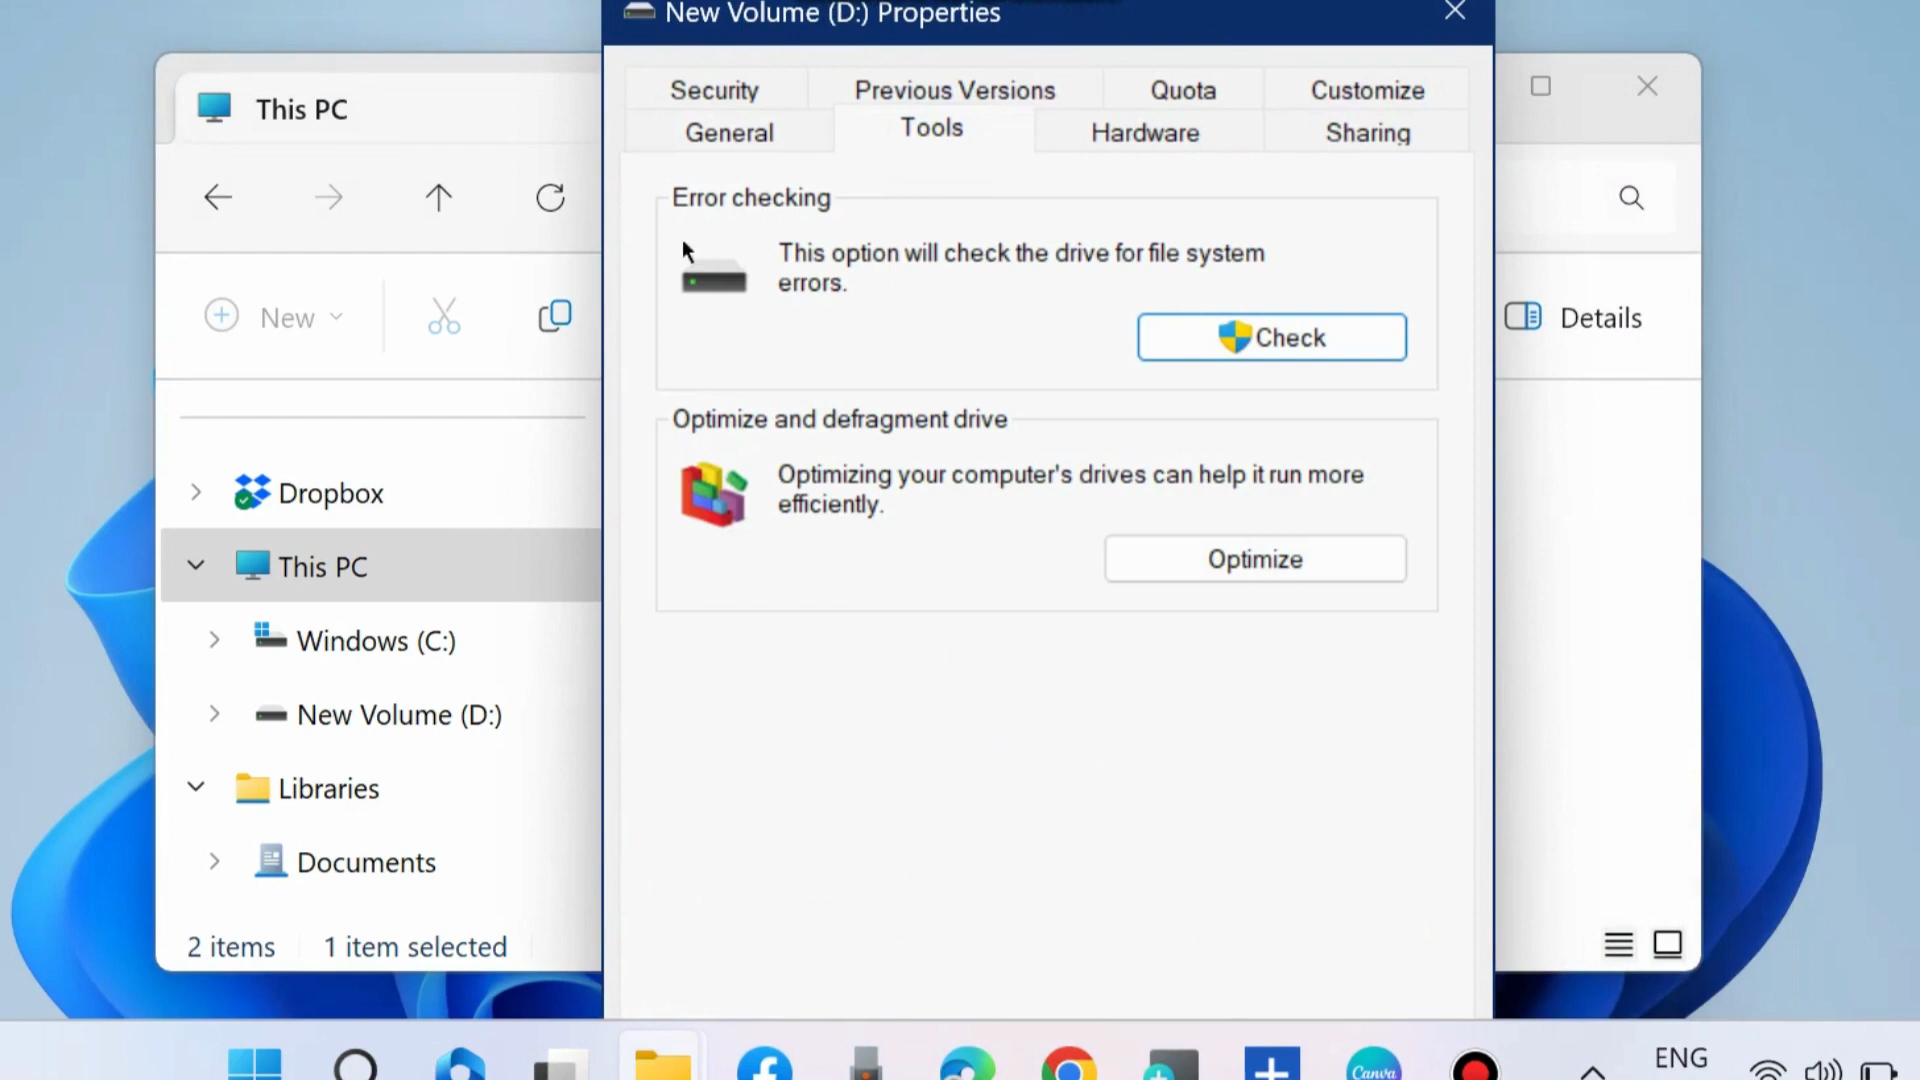 New Volume (D:) Properties
This PC
Security
Previous Versions
Quota
Customize
General
Tools
Hardware
Sharing
Error checking
This option will check the drive for file system
errors.
Check
New
Details
Optimize and defragment drive
Optimizing your computer's drives can help it run more
efficiently.
Optimize
Dropbox
This PC
Windows (C:)
New Volume (D:)
Libraries
Documents
2 items
1 item selected
Canva
ENG